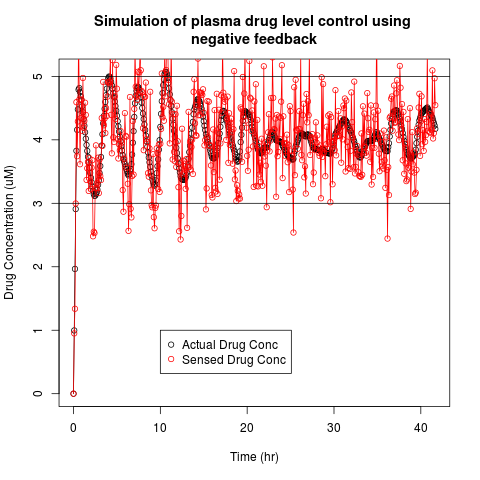 Simulation of plasma drug level control using
negative feedback
Drug Concentration (uM)
5
4
3
2
1
0
Actual Drug Conc
Sensed Drug Conc
0 10 20 30 40
Time (hr)